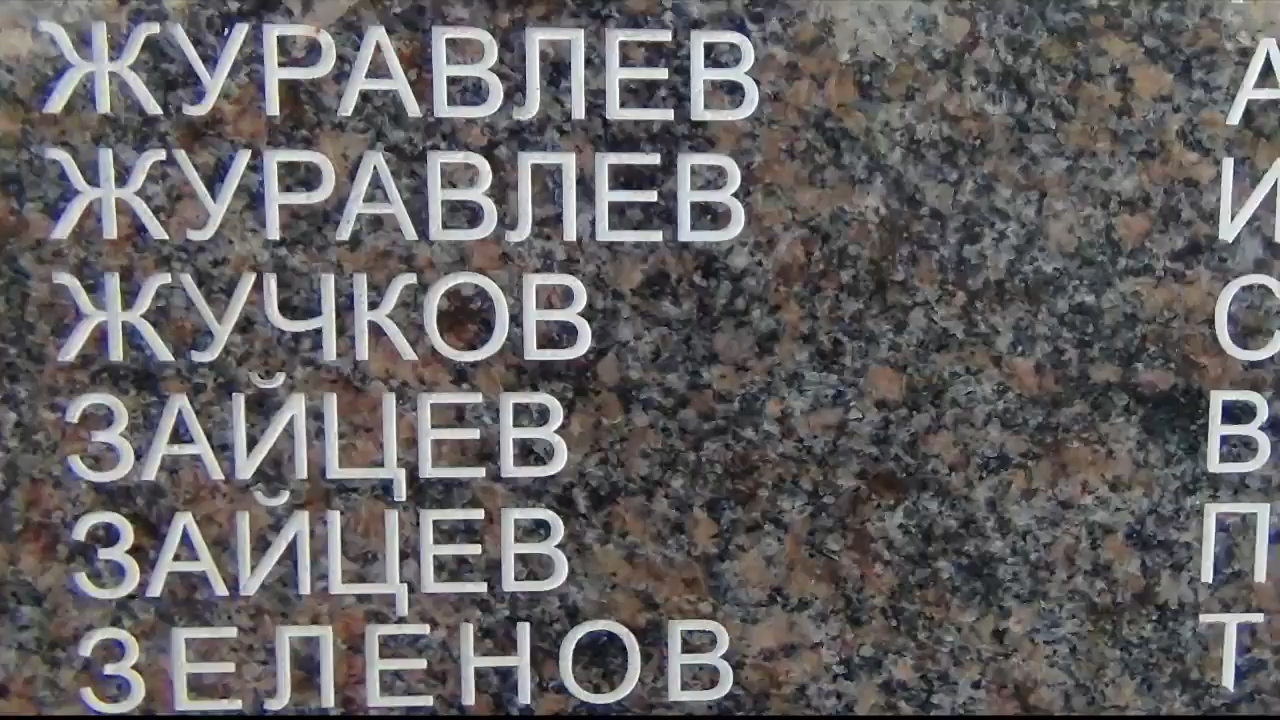 ЖУРАВЛЕВ А
ЖУРАВЛЕВ И
ЖУЧКОВ
ЗАЙЦЕВ В
ЗАЙЦЕВ П
ЗЕЛЕНОВ Т